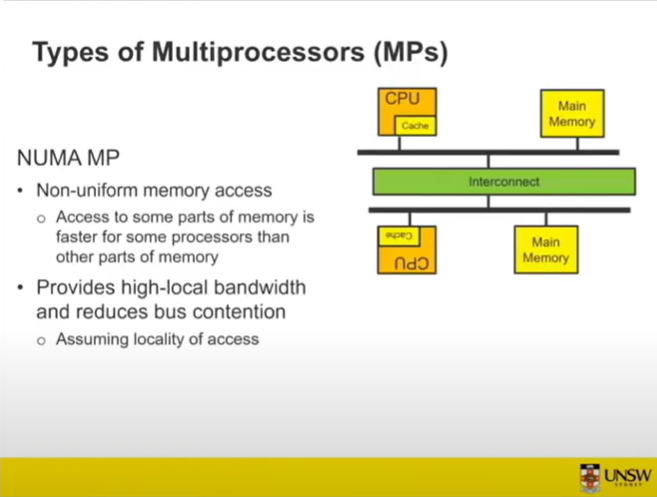 Types of Multiprocessors (MPs)
NUMA MP
• Non-uniform memory access
o Access to some parts of memory is
faster for some processors than
other parts of memory
• Provides high-local bandwidth
and reduces bus contention
o Assuming locality of access
CPU
Cache
Main
Memory
Interconnect
Cache
CPU
Main
Memory
UNSW
SYDNEY